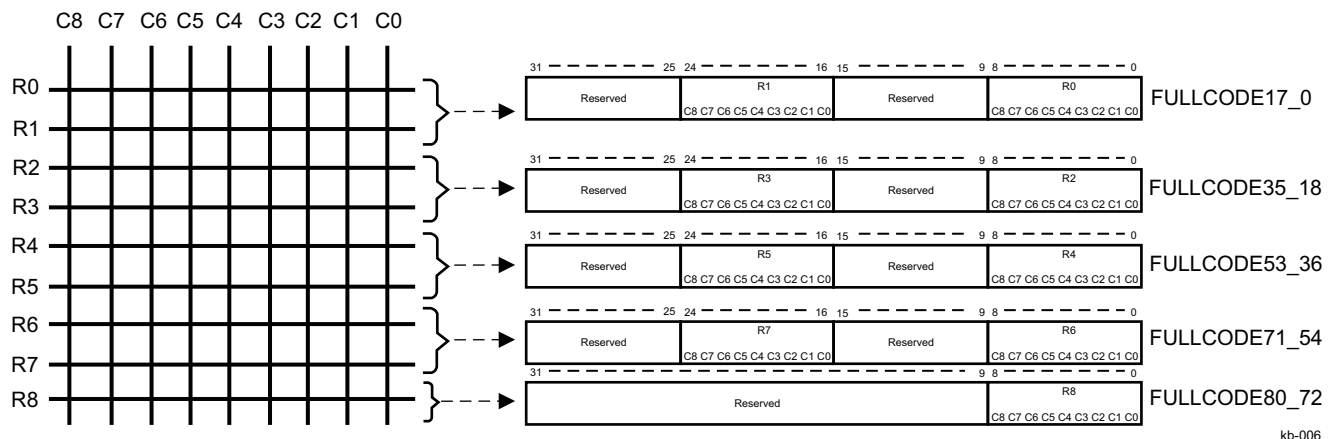 C8 C7 C6 C5 C4 C3 C2 C1 C0
R0
R1
R2
R3
R4
R5
R6
R7
R8
31 25 24 16 15 9 8 0
Reserved R1 Reserved R0
C8 C7 C6 C5 C4 C3 C2 C1 C0 C8 C7 C6 C5 C4 C3 C2 C1 C0
FULLCODE17_0
31 25 24 16 15 9 8 0
Reserved R3 Reserved R2
C8 C7 C6 C5 C4 C3 C2 C1 C0 C8 C7 C6 C5 C4 C3 C2 C1 C0
FULLCODE35_18
31 25 24 16 15 9 8 0
Reserved R5 Reserved R4
C8 C7 C6 C5 C4 C3 C2 C1 C0 C8 C7 C6 C5 C4 C3 C2 C1 C0
FULLCODE53_36
31 25 24 16 15 9 8 0
Reserved R7 Reserved R6
C8 C7 C6 C5 C4 C3 C2 C1 C0 C8 C7 C6 C5 C4 C3 C2 C1 C0
FULLCODE71_54
31 9 8 0
Reserved R8
C8 C7 C6 C5 C4 C3 C2 C1 C0
FULLCODE80_72
kb-006